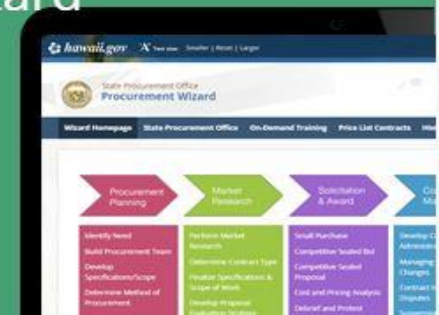 hawaii.gov Text size: Smaller | Reset | Larger
State Procurement Office
Procurement Wizard
Wizard Homepage State Procurement Office On-Demand Training Price List Contracts
Procurement
Planning
Market
Research
Solicitation
& Award
Identify Need
Build Procurement Team
Develop
Specifications/Scope
Determine Method of
Procurement
Perform Market
Research
Determine Contract Type
Finalize Specifications &
Scope of Work
Develop Proposal
Evaluation Strategy
Small Purchase
Competitive Sealed Bid
Competitive Sealed
Proposal
Cost and Pricing Analysis
Debrief and Protest
Managing
Changes
Disputes